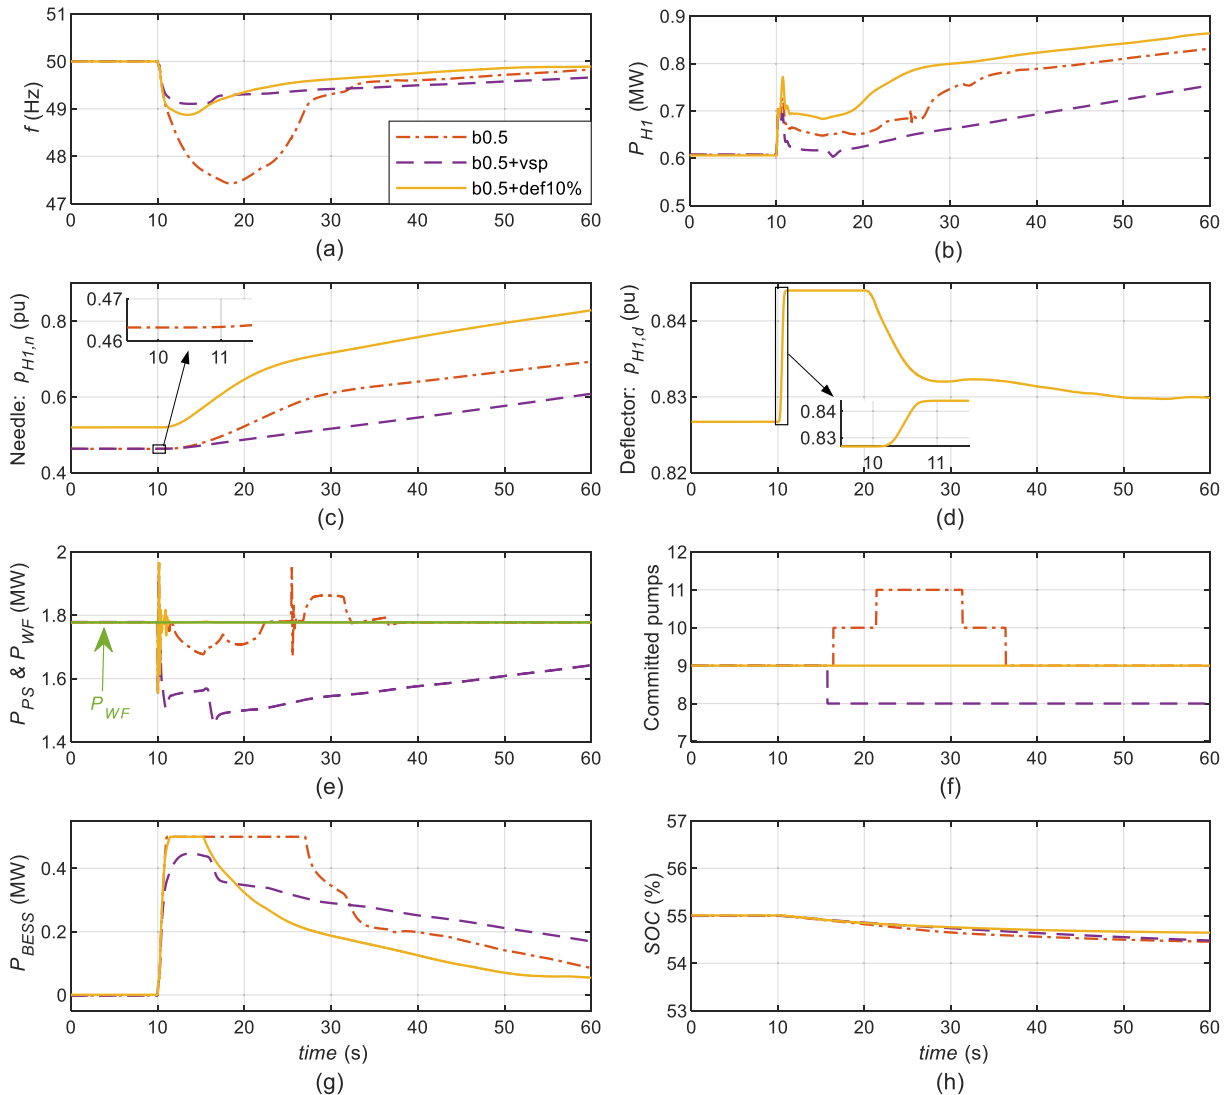 51
50
49
48
47
f (Hz)
b0.5
b0.5+vsp
b0.5+def10%
0 10 20 30 40 50 60
(a)
0.9
0.8
0.7
0.6
0.5
P_H1 (MW)
0 10 20 30 40 50 60
(b)
0.8
0.6
0.4
Needle: p_H1,n (pu)
0.47
0.46
10 11
0 10 20 30 40 50 60
(c)
0.84
0.83
0.82
Deflector: p_H1,d (pu)
0.84
0.83
10 11
0 10 20 30 40 50 60
(d)
2
1.8
1.6
1.4
P_PS & P_WF (MW)
P_WF
0 10 20 30 40 50 60
(e)
12
11
10
9
8
7
Committed pumps
0 10 20 30 40 50 60
(f)
0.4
0.2
0
P_BESS (MW)
0 10 20 30 40 50 60
time (s)
(g)
57
56
55
54
53
SOC (%)
0 10 20 30 40 50 60
time (s)
(h)